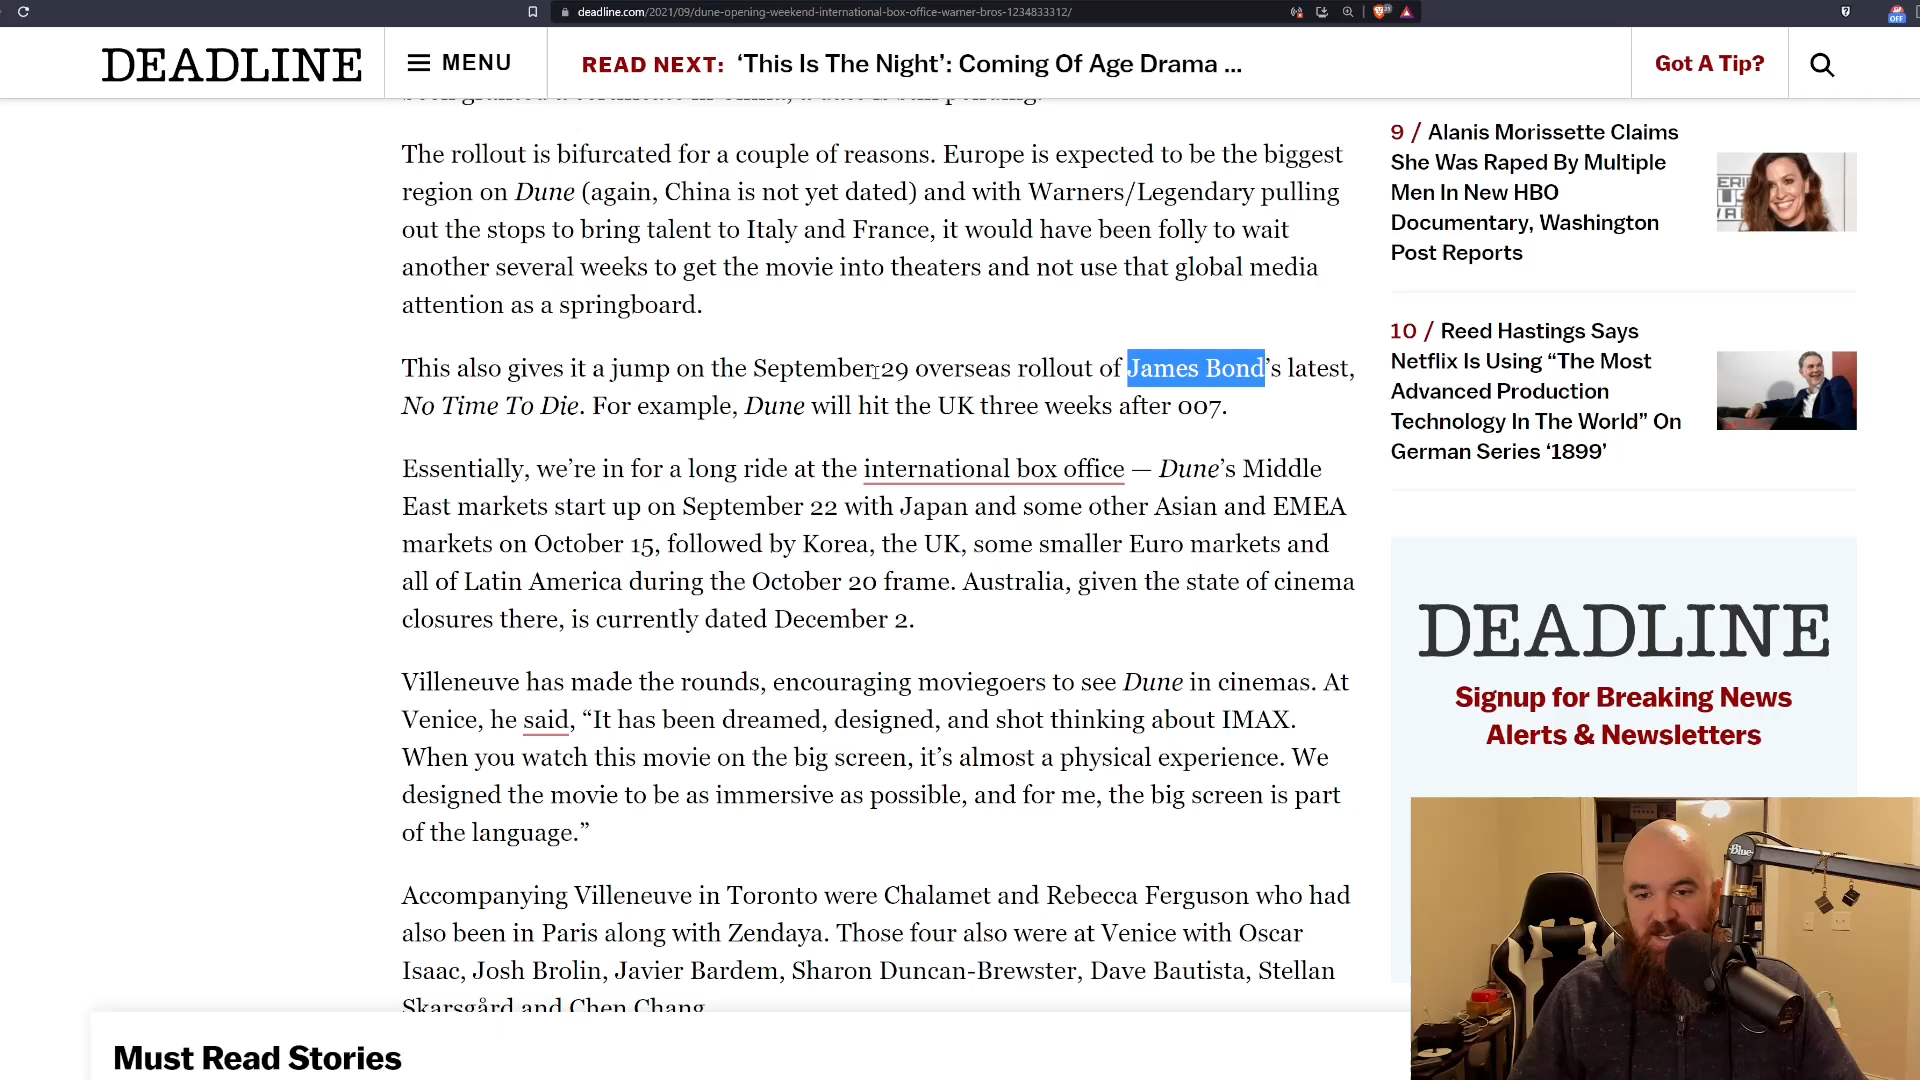 deadline.com/2021/09/dune-opening-weekend-international-box-office-warner-bros-1234833312/
OFF
DEADLINE
MENU
READ NEXT: ‘This Is The Night’: Coming Of Age Drama ...
Got A Tip?
The rollout is bifurcated for a couple of reasons. Europe is expected to be the biggest
region on Dune (again, China is not yet dated) and with Warners/Legendary pulling
out the stops to bring talent to Italy and France, it would have been folly to wait
another several weeks to get the movie into theaters and not use that global media
attention as a springboard.
This also gives it a jump on the September 29 overseas rollout of James Bond’s latest,
No Time To Die. For example, Dune will hit the UK three weeks after 007.
Essentially, we’re in for a long ride at the international box office — Dune’s Middle
East markets start up on September 22 with Japan and some other Asian and EMEA
markets on October 15, followed by Korea, the UK, some smaller Euro markets and
all of Latin America during the October 20 frame. Australia, given the state of cinema
closures there, is currently dated December 2.
Villeneuve has made the rounds, encouraging moviegoers to see Dune in cinemas. At
Venice, he said, “It has been dreamed, designed, and shot thinking about IMAX.
When you watch this movie on the big screen, it’s almost a physical experience. We
designed the movie to be as immersive as possible, and for me, the big screen is part
of the language.”
Accompanying Villeneuve in Toronto were Chalamet and Rebecca Ferguson who had
also been in Paris along with Zendaya. Those four also were at Venice with Oscar
Isaac, Josh Brolin, Javier Bardem, Sharon Duncan-Brewster, Dave Bautista, Stellan
Skarsgård and Chen Chang
Must Read Stories
9 / Alanis Morissette Claims
She Was Raped By Multiple
Men In New HBO
Documentary, Washington
Post Reports
10 / Reed Hastings Says
Netflix Is Using “The Most
Advanced Production
Technology In The World” On
German Series ‘1899’
DEADLINE
Signup for Breaking News
Alerts & Newsletters
Blue